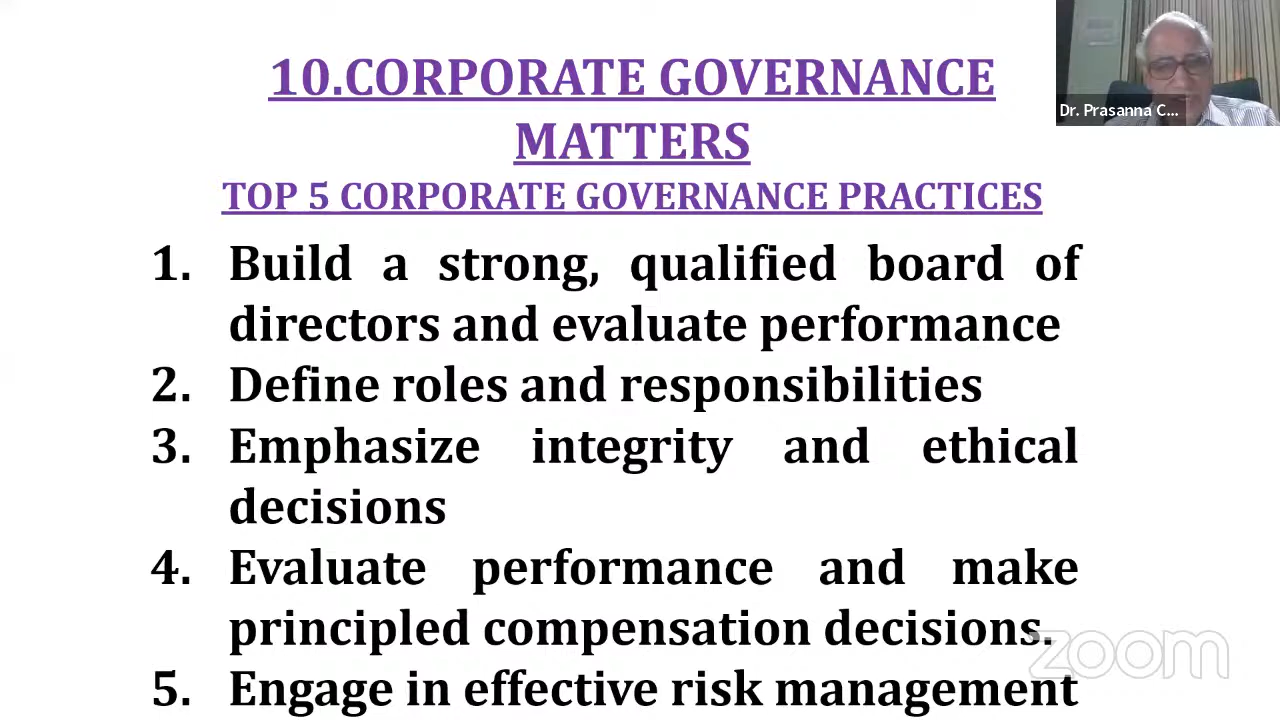 10.CORPORATE GOVERNANCE
MATTERS
TOP 5 CORPORATE GOVERNANCE PRACTICES
1. Build a strong, qualified board of
directors and evaluate performance
2. Define roles and responsibilities
3. Emphasize integrity and ethical
decisions
4. Evaluate performance and make
principled compensation decisions.
5. Engage in effective risk management
Dr. Prasanna C...
zoom